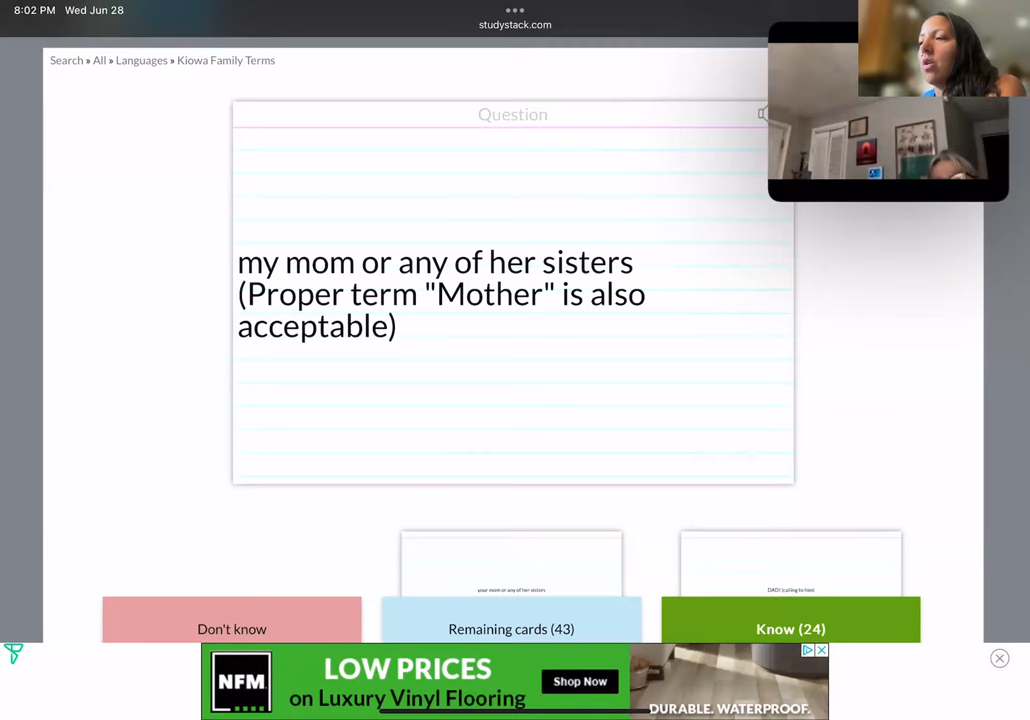 8:02 PM Wed Jun 28
studystack.com
Search » All » Languages » Kiowa Family Terms
Question
my mom or any of her sisters
(Proper term "Mother" is also
acceptable)
your mom or any of her sisters
DAD! (calling to him)
Don't know
Remaining cards (43)
Know (24)
NFM
LOW PRICES
on Luxury Vinyl Flooring
Shop Now
DURABLE. WATERPROOF.